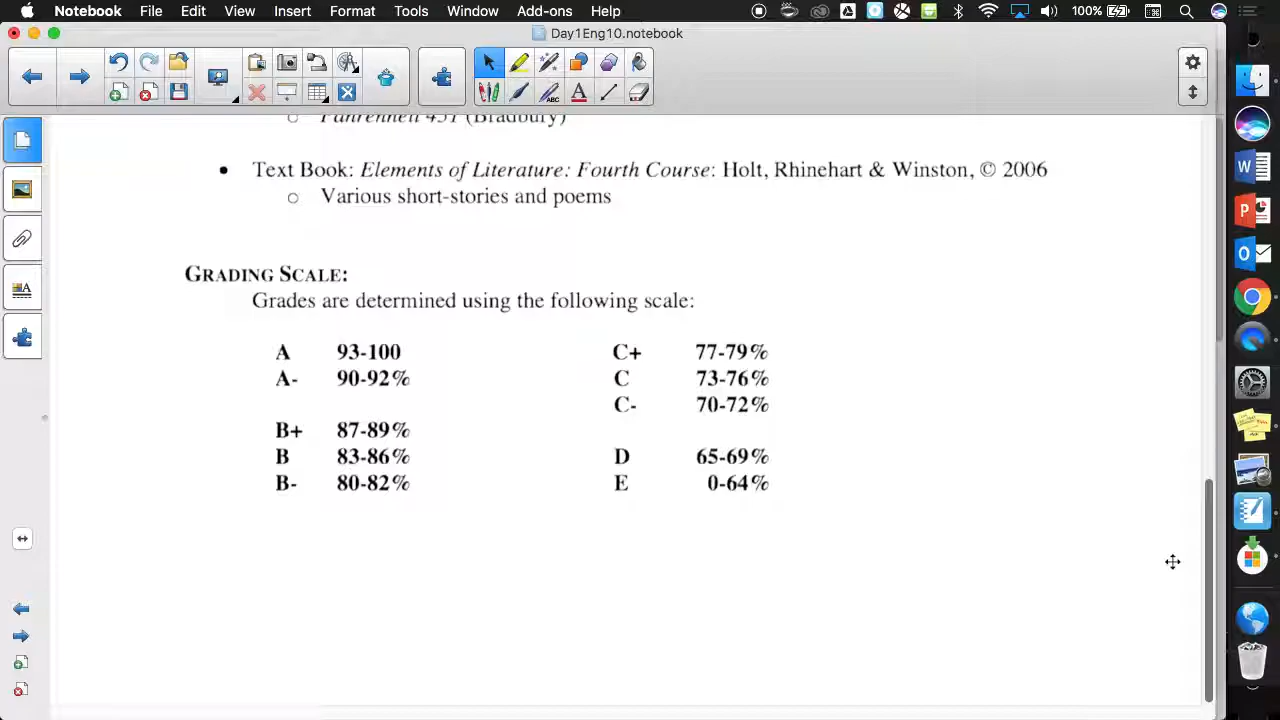 Notebook File Edit View Insert Format Tools Window Add-ons Help 100%
Day1Eng10.notebook
○ Fahrenheit 451 (Bradbury)
• Text Book: Elements of Literature: Fourth Course: Holt, Rhinehart & Winston, © 2006
○ Various short-stories and poems
GRADING SCALE:
Grades are determined using the following scale:
A 93-100 C+ 77-79%
A- 90-92% C 73-76%
C- 70-72%
B+ 87-89%
B 83-86% D 65-69%
B- 80-82% E 0-64%